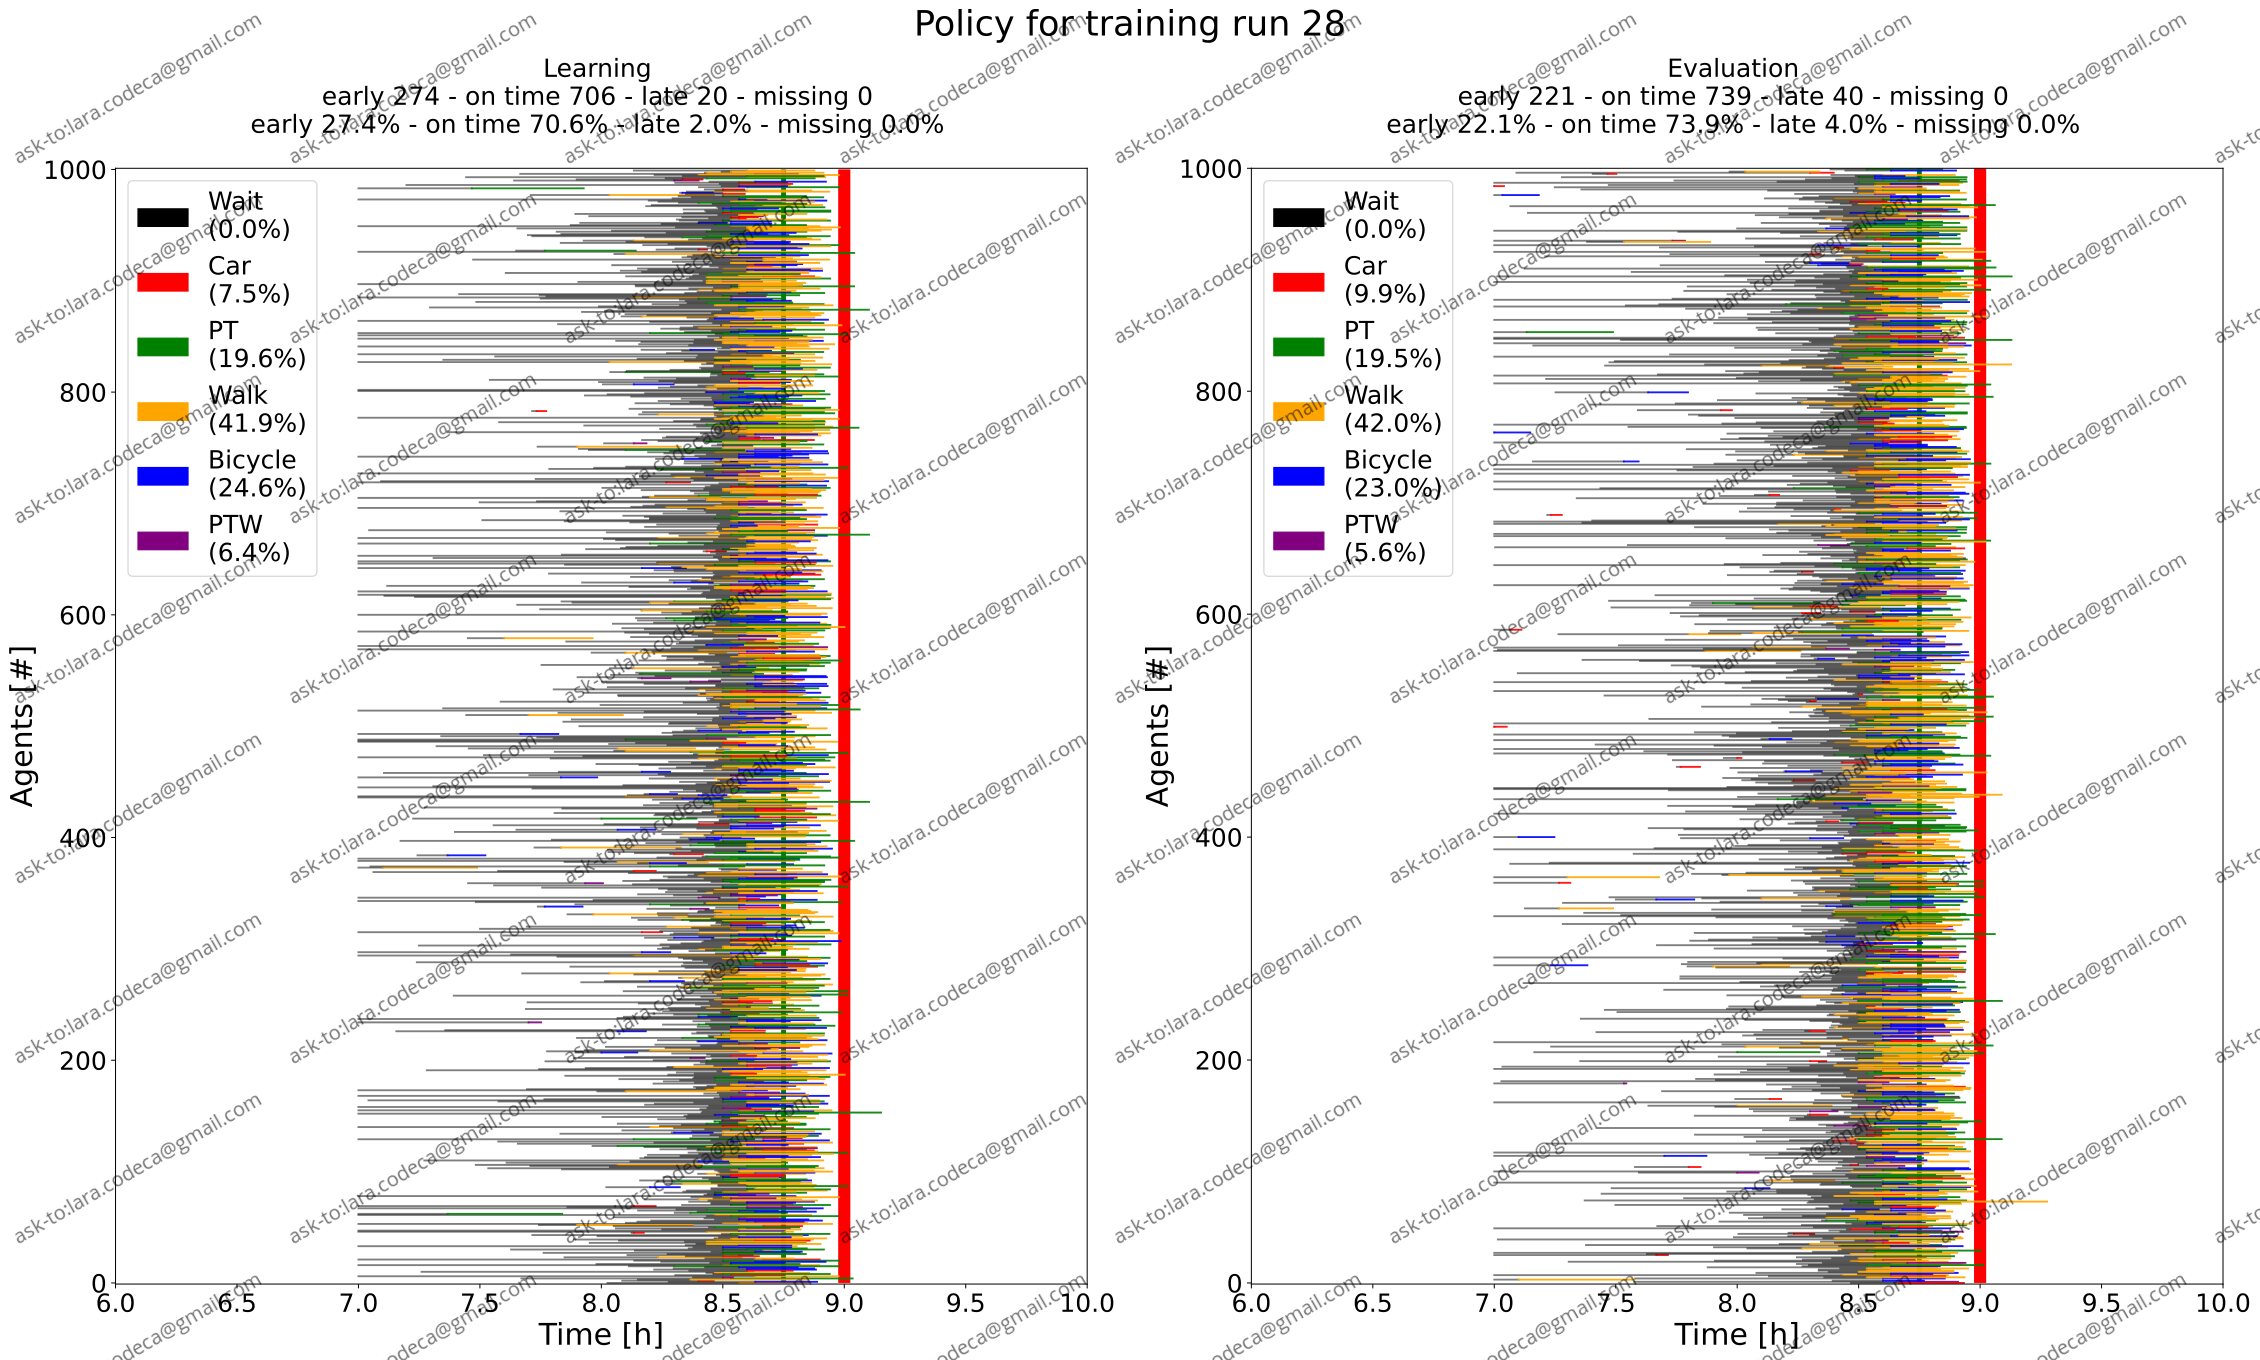 Policy for training run 28
Learning
early 274 - on time 706 - late 20 - missing 0
early 27.4% - on time 70.6% - late 2.0% - missing 0.0%
1000
800
600
400
200
0
Agents [#]
Wait
(0.0%)
Car
(7.5%)
PT
(19.6%)
Walk
(41.9%)
Bicycle
(24.6%)
PTW
(6.4%)
6.0 6.5 7.0 7.5 8.0 8.5 9.0 9.5 10.0
Time [h]
Evaluation
early 221 - on time 739 - late 40 - missing 0
early 22.1% - on time 73.9% - late 4.0% - missing 0.0%
1000
800
600
400
200
0
Agents [#]
Wait
(0.0%)
Car
(9.9%)
PT
(19.5%)
Walk
(42.0%)
Bicycle
(23.0%)
PTW
(5.6%)
6.0 6.5 7.0 7.5 8.0 8.5 9.0 9.5 10.0
Time [h]
ask-to:lara.codeca@gmail.com